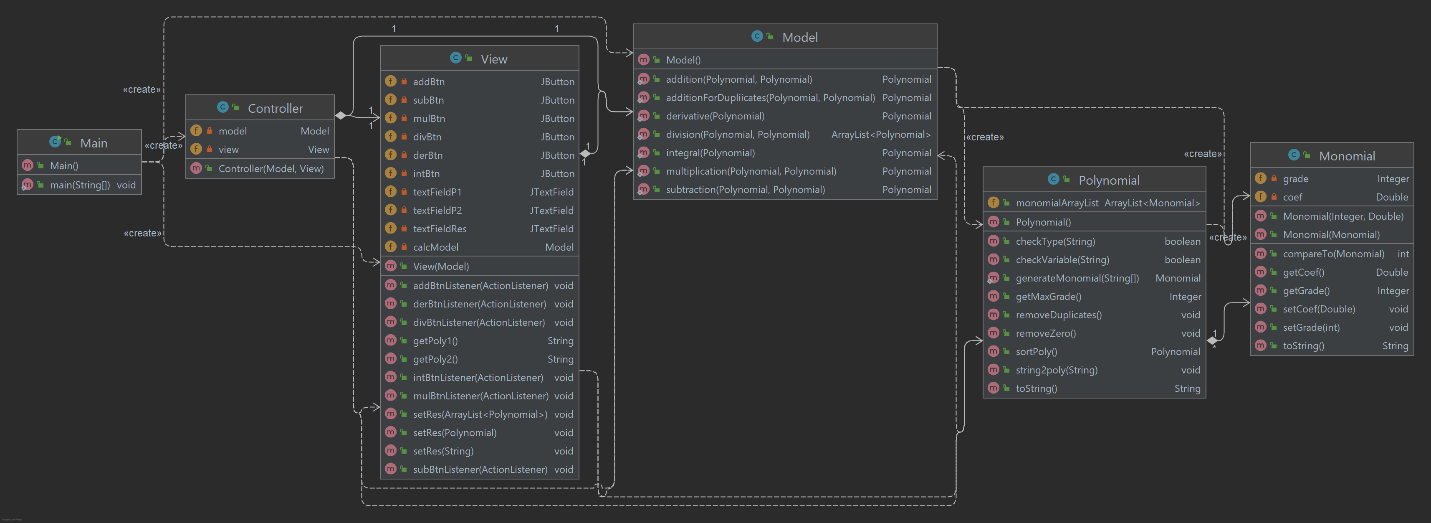 Main
Main()
main(String[]) void
«create»
«create»
«create»
Controller
model Model
view View
Controller(Model, View)
1
1
1
1
View
addBtn JButton
subBtn JButton
mulBtn JButton
divBtn JButton
derBtn JButton
intBtn JButton
textFieldP1 JTextField
textFieldP2 JTextField
textFieldRes JTextField
calcModel Model
View(Model)
addBtnListener(ActionListener) void
derBtnListener(ActionListener) void
divBtnListener(ActionListener) void
getPoly1() String
getPoly2() String
intBtnListener(ActionListener) void
mulBtnListener(ActionListener) void
setRes(ArrayList<Polynomial>) void
setRes(Polynomial) void
setRes(String) void
subBtnListener(ActionListener) void
1
1
Model
Model()
addition(Polynomial, Polynomial) Polynomial
additionForDupliicates(Polynomial, Polynomial) Polynomial
derivative(Polynomial) Polynomial
division(Polynomial, Polynomial) ArrayList<Polynomial>
integral(Polynomial) Polynomial
multiplication(Polynomial, Polynomial) Polynomial
subtraction(Polynomial, Polynomial) Polynomial
«create»
«create»
«create»
Polynomial
monomialArrayList ArrayList<Monomial>
Polynomial()
checkType(String) boolean
checkVariable(String) boolean
generateMonomial(String[]) Monomial
getMaxGrade() Integer
removeDuplicates() void
removeZero() void
sortPoly() Polynomial
string2poly(String) void
toString() String
1
*
Monomial
grade Integer
coef Double
Monomial(Integer, Double)
Monomial(Monomial)
compareTo(Monomial) int
getCoef() Double
getGrade() Integer
setCoef(Double) void
setGrade(int) void
toString() String